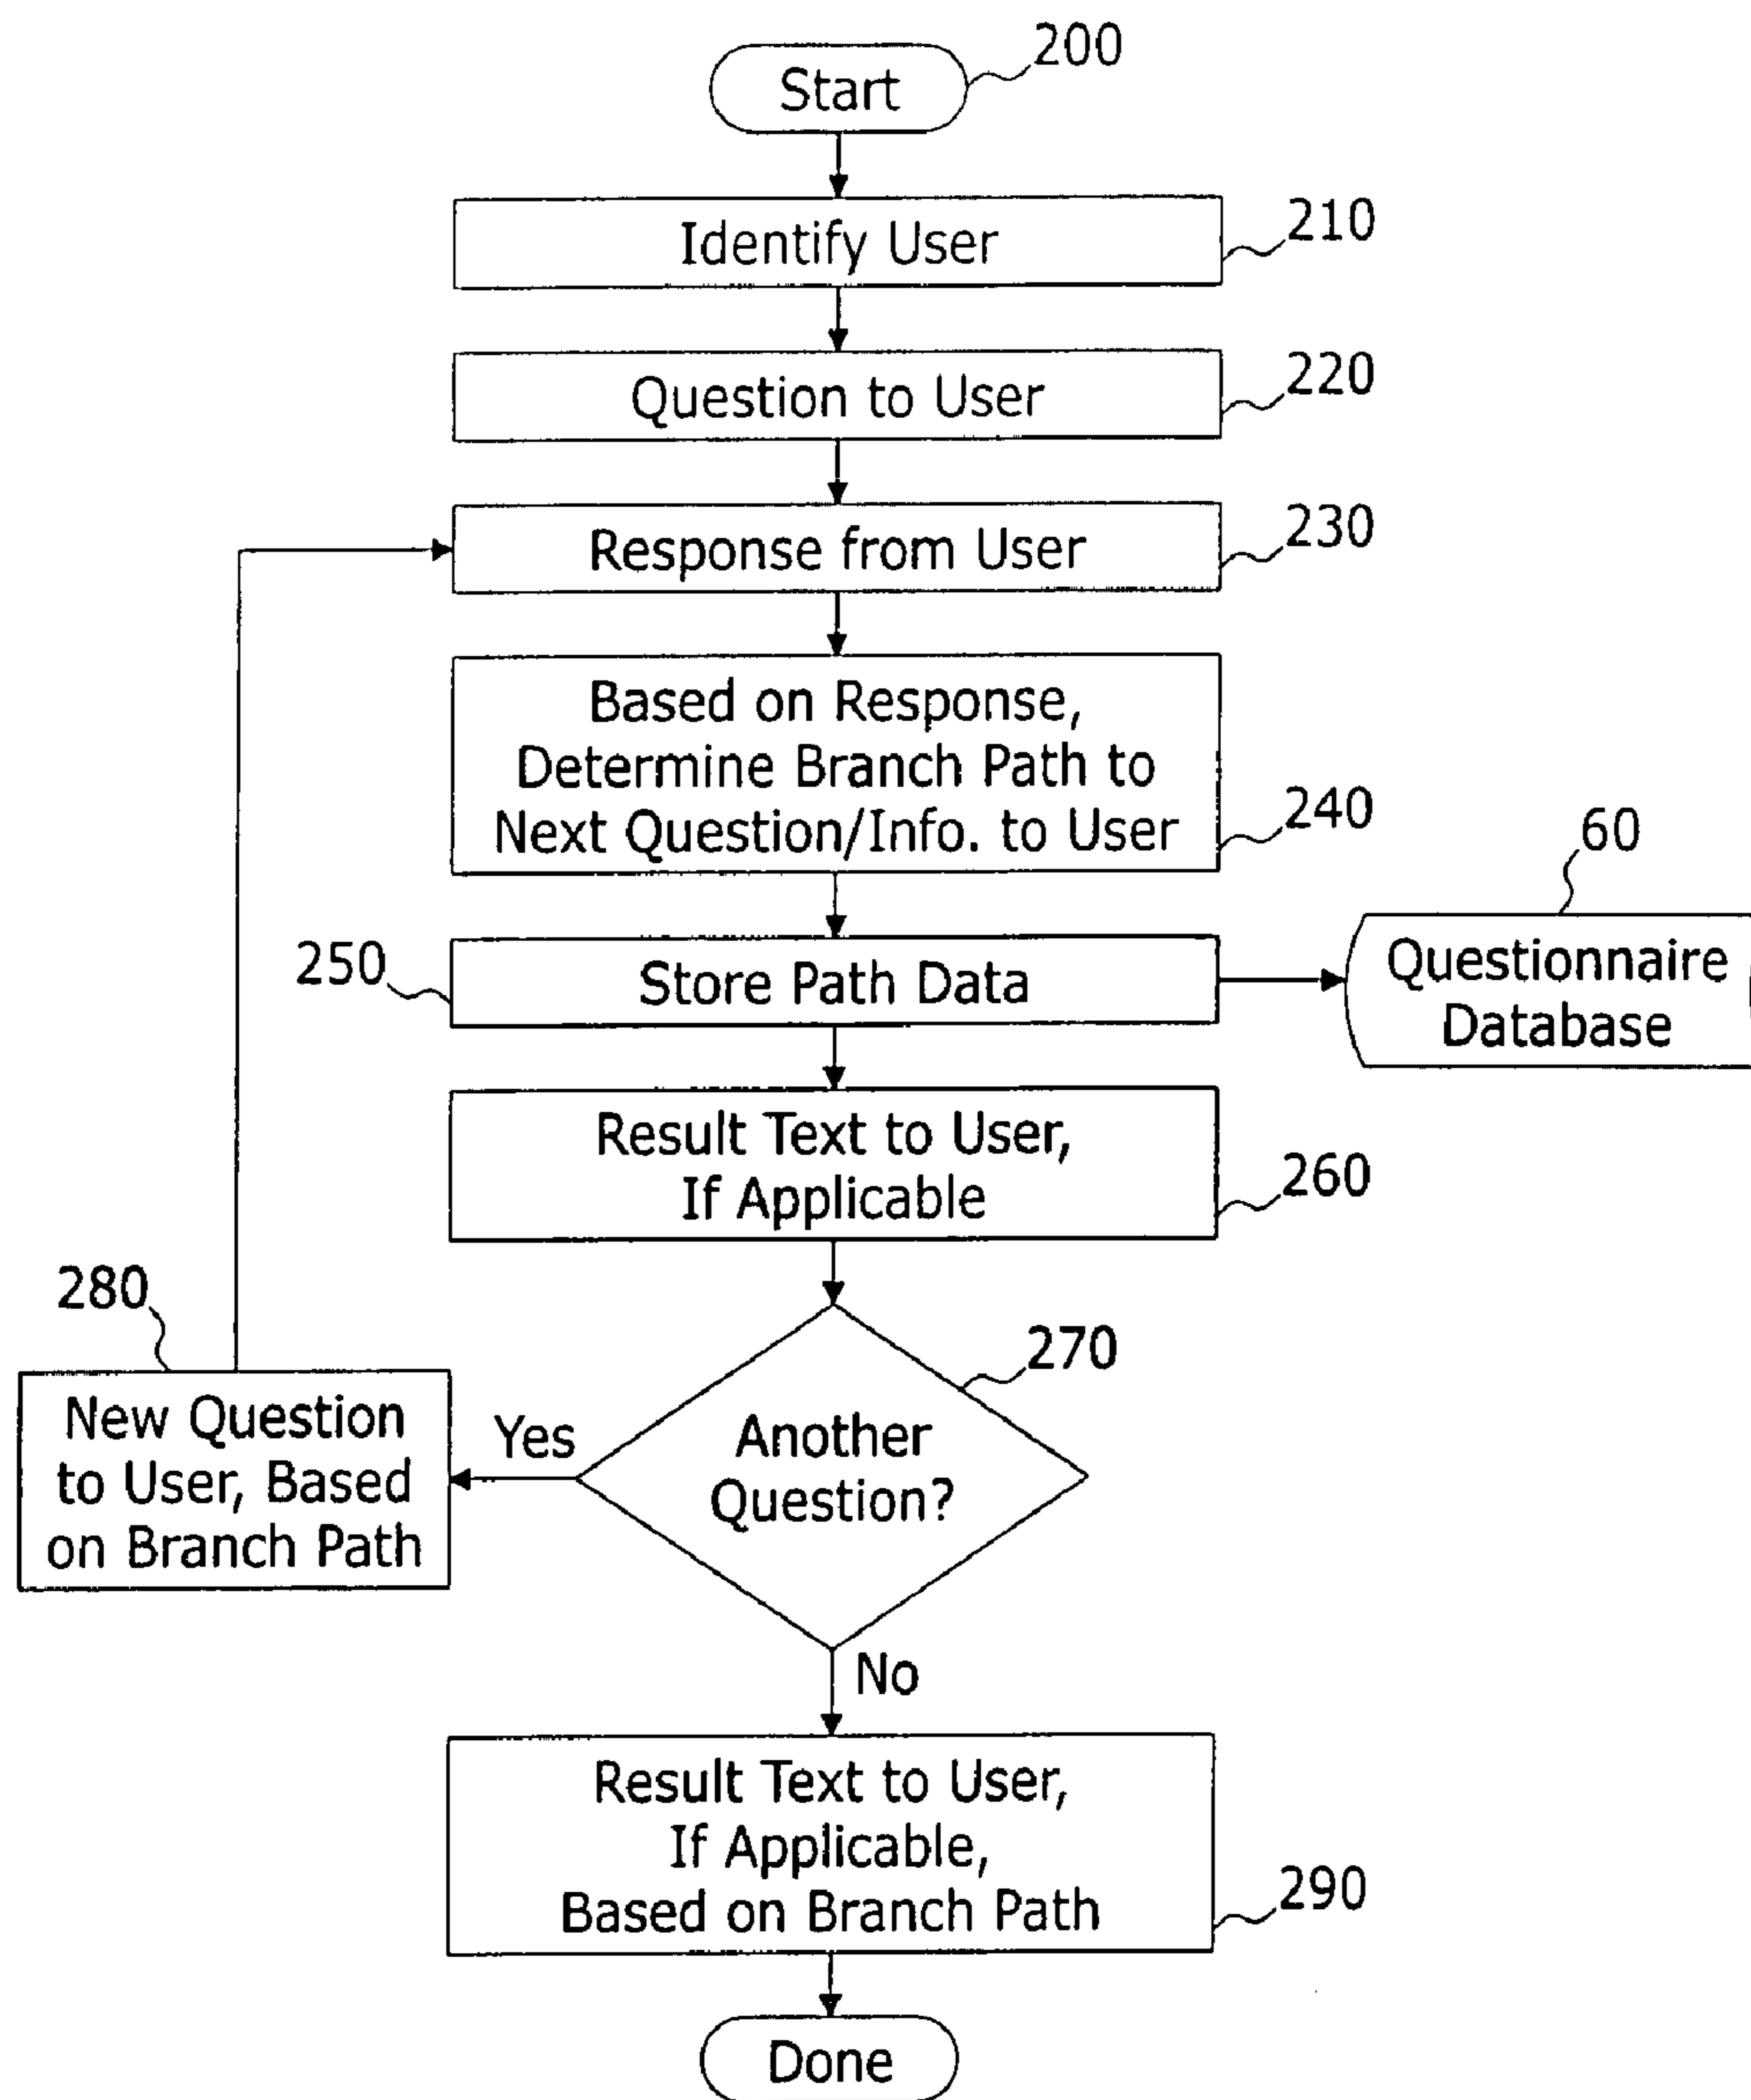 200
Start
210
Identify User
220
Question to User
230
Response from User
Based on Response,
Determine Branch Path to
Next Question/Info. to User
240
60
250
Store Path Data
Questionnaire
Database
Result Text to User,
If Applicable
260
280
270
New Question
to User, Based
on Branch Path
Yes
Another
Question?
No
Result Text to User,
If Applicable,
Based on Branch Path
290
Done